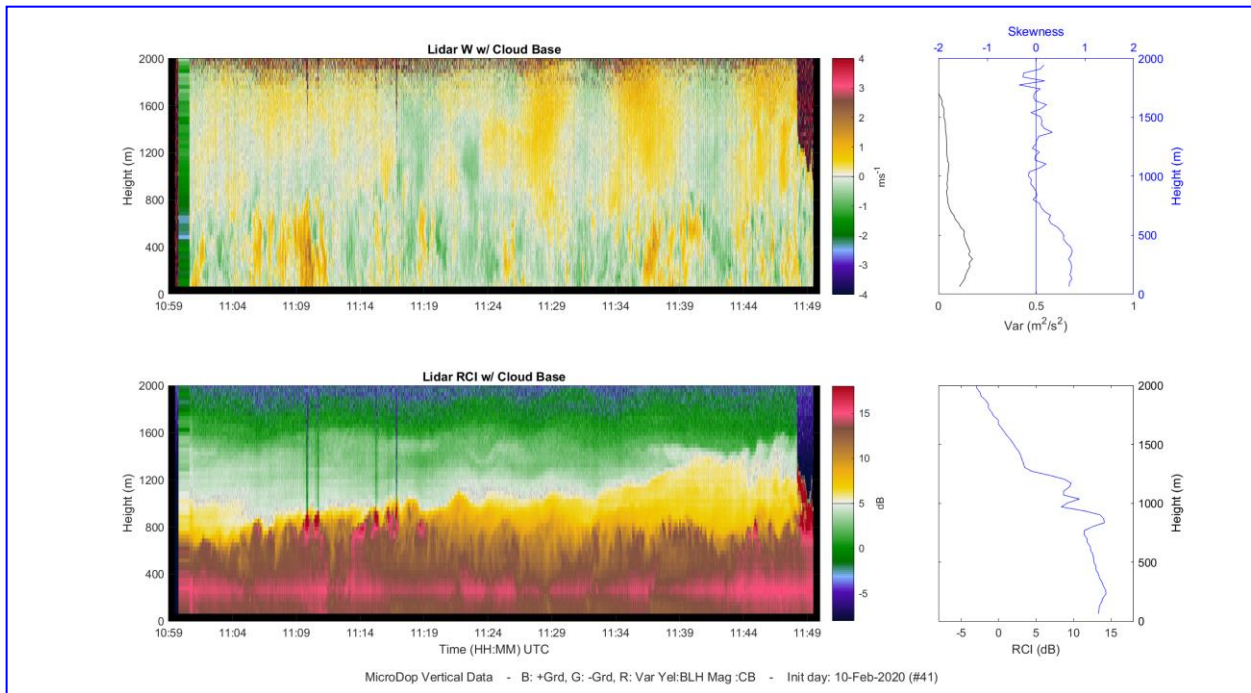 Lidar W w/ Cloud Base
Height (m)
2000
1600
1200
800
400
0
10:59 11:04 11:09 11:14 11:19 11:24 11:29 11:34 11:39 11:44 11:49
4
3
2
1
0
-1
-2
-3
-4
ms-1
Skewness
-2 -1 0 1 2
2000
1500
1000
500
0
Height (m)
0 0.5 1
Var (m2/s2)
Lidar RCI w/ Cloud Base
Height (m)
2000
1600
1200
800
400
0
10:59 11:04 11:09 11:14 11:19 11:24 11:29 11:34 11:39 11:44 11:49
Time (HH:MM) UTC
15
10
5
0
-5
dB
2000
1500
1000
500
0
Height (m)
-5 0 5 10 15
RCI (dB)
MicroDop Vertical Data - B: +Grd, G: -Grd, R: Var Yel:BLH Mag :CB - Init day: 10-Feb-2020 (#41)